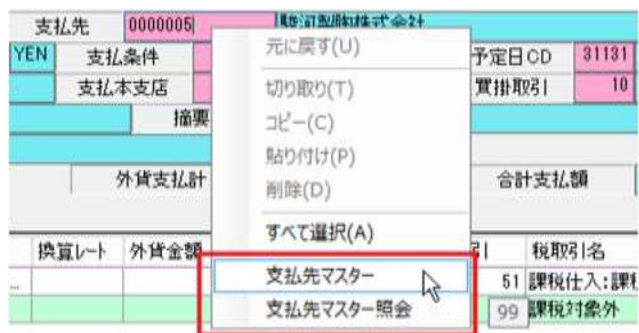 支払先 0000005
元に戻す(U)
YEN 支払条件 予定日CD 31131
支払本支店 切り取り(T) 買掛取引 10
摘要 コピー(C)
貼り付け(P)
外貨支払計 削除(D) 合計支払額
すべて選択(A)
換算レート 外貨金額 引 税取引名
支払先マスター 51 課税仕入:課税
支払先マスター照会 99 課税対象外